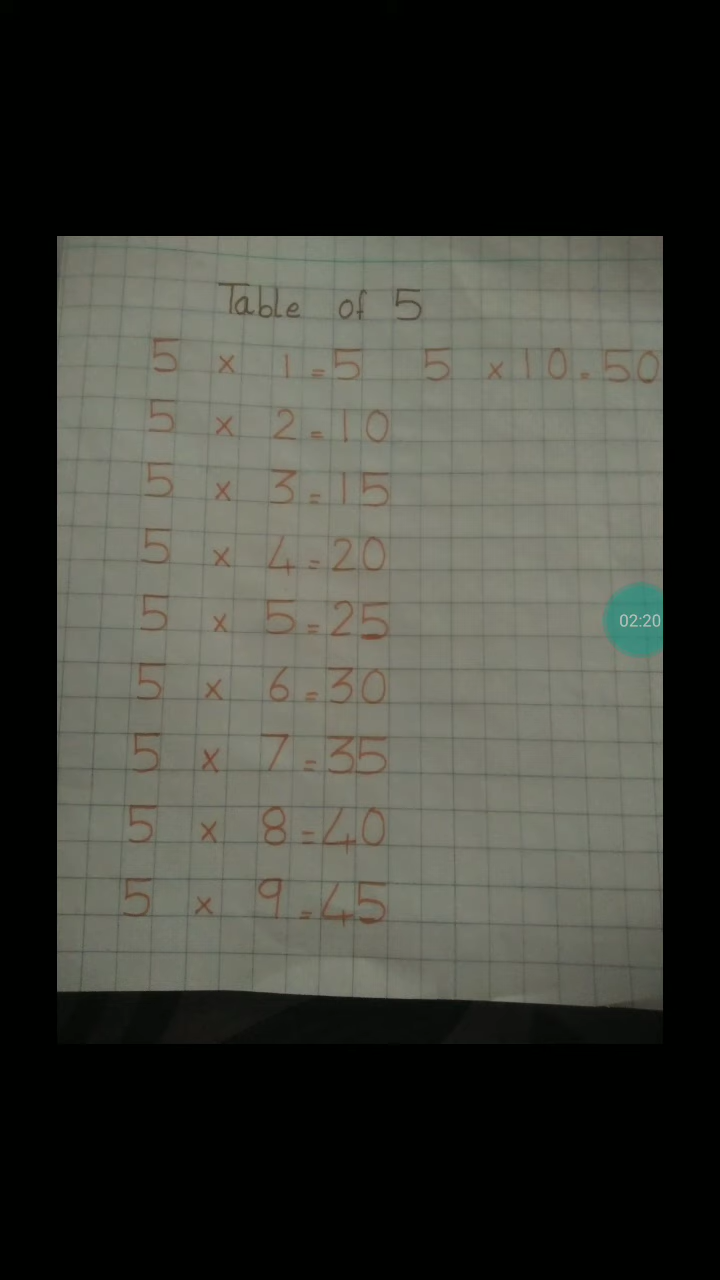 Table of 5
5 x 1 = 5 5 x 10 = 50
5 x 2 = 10
5 x 3 = 15
5 x 4 = 20
5 x 5 = 25
02:20
5 x 6 = 30
5 x 7 = 35
5 x 8 = 40
5 x 9 = 45